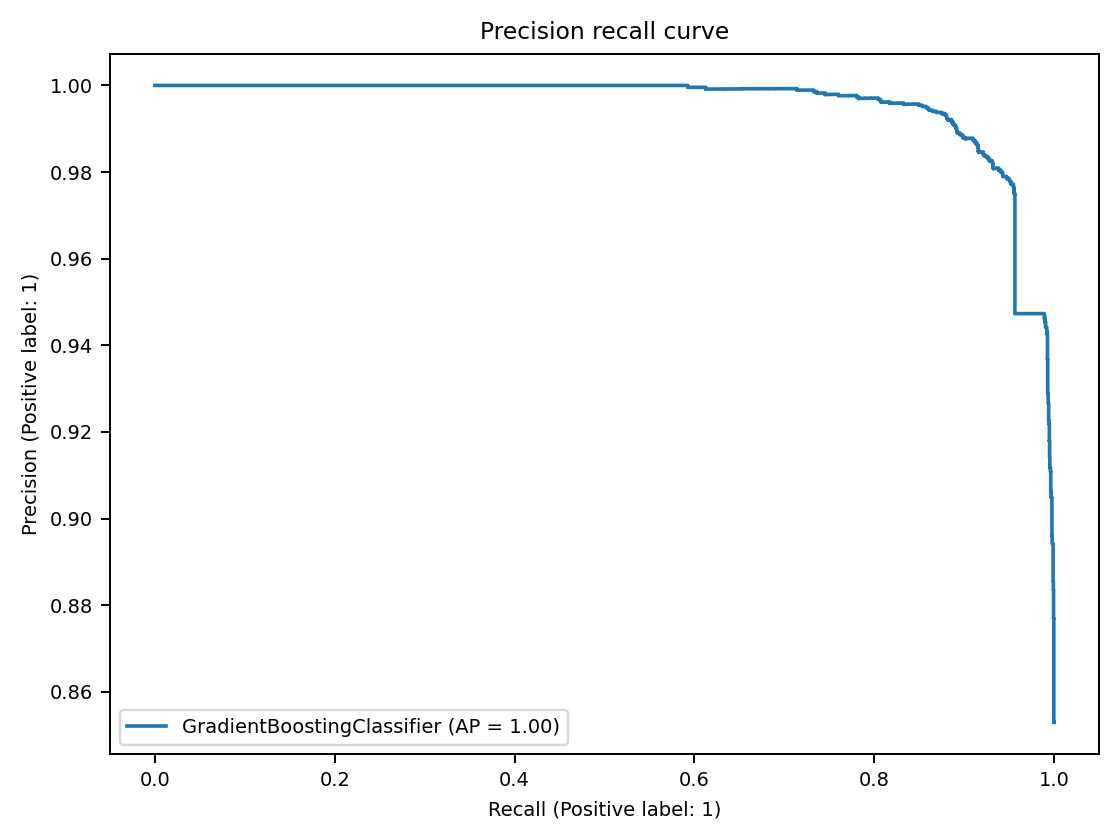 Precision recall curve
1.00
0.98
0.96
0.94
0.92
0.90
0.88
0.86
Precision (Positive label: 1)
GradientBoostingClassifier (AP = 1.00)
0.0 0.2 0.4 0.6 0.8 1.0
Recall (Positive label: 1)